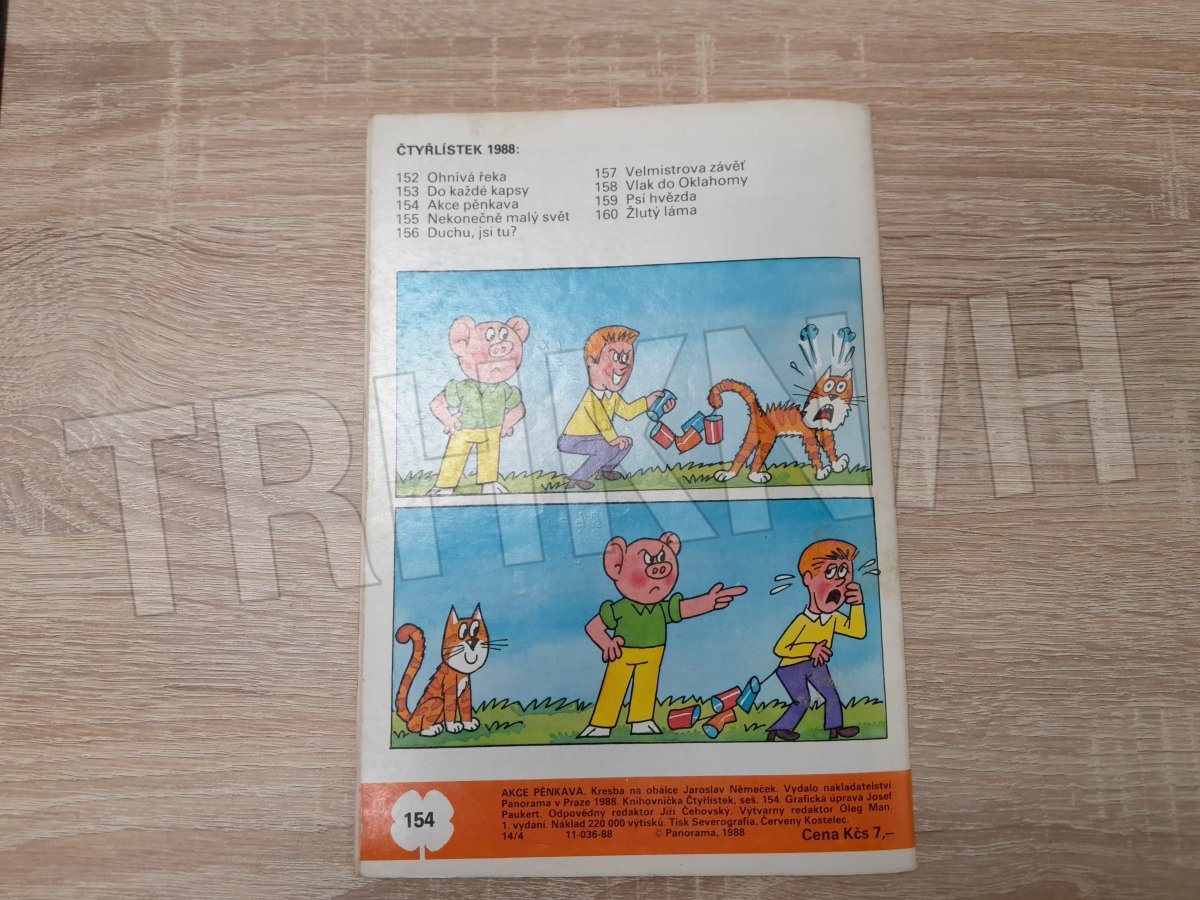 ČTYŘLÍSTEK 1988:
152 Ohnivá řeka
153 Do každé kapsy
154 Akce pěnkava
155 Nekonečně malý svět
156 Duchu, jsi tu?
157 Velmistrova závěť
158 Vlak do Oklahomy
159 Psí hvězda
160 Žlutý láma
TRHKNIH
154
AKCE PĚNKAVA. Kresba na obálce Jaroslav Němeček. Vydalo nakladatelství
Panorama v Praze 1988. Knihovnička Čtyřlístek, seš. 154. Grafická úprava Josef
Paukert. Odpovědný redaktor Jiří Čehovský. Výtvarný redaktor Oleg Man.
1. vydání. Náklad 220 000 výtisků. Tisk Severografia, Červený Kostelec.
14/4 11-036-88 © Panorama, 1988
Cena Kčs 7,–